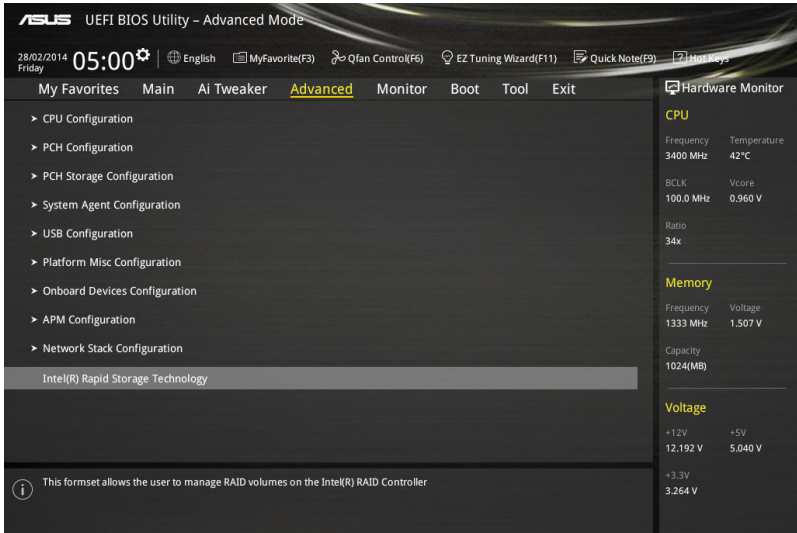 ASUS UEFI BIOS Utility – Advanced Mode
28/02/2014
Friday
05:00
English
MyFavorite(F3)
Qfan Control(F6)
EZ Tuning Wizard(F11)
Quick Note(F9)
? Hot Keys
My Favorites Main Ai Tweaker Advanced Monitor Boot Tool Exit
> CPU Configuration
> PCH Configuration
> PCH Storage Configuration
> System Agent Configuration
> USB Configuration
> Platform Misc Configuration
> Onboard Devices Configuration
> APM Configuration
> Network Stack Configuration
Intel(R) Rapid Storage Technology
i This formset allows the user to manage RAID volumes on the Intel(R) RAID Controller
Hardware Monitor
CPU
Frequency Temperature
3400 MHz 42°C
BCLK Vcore
100.0 MHz 0.960 V
Ratio
34x
Memory
Frequency Voltage
1333 MHz 1.507 V
Capacity
1024(MB)
Voltage
+12V +5V
12.192 V 5.040 V
+3.3V
3.264 V